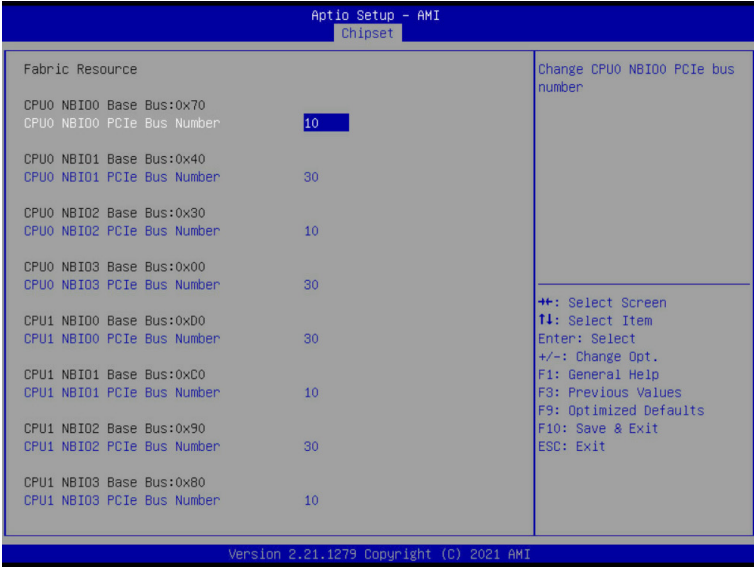 Aptio Setup - AMI
Chipset
Fabric Resource
CPU0 NBIO0 Base Bus:0x70
CPU0 NBIO0 PCIe Bus Number 10
CPU0 NBIO1 Base Bus:0x40
CPU0 NBIO1 PCIe Bus Number 30
CPU0 NBIO2 Base Bus:0x30
CPU0 NBIO2 PCIe Bus Number 10
CPU0 NBIO3 Base Bus:0x00
CPU0 NBIO3 PCIe Bus Number 30
CPU1 NBIO0 Base Bus:0xD0
CPU1 NBIO0 PCIe Bus Number 30
CPU1 NBIO1 Base Bus:0xC0
CPU1 NBIO1 PCIe Bus Number 10
CPU1 NBIO2 Base Bus:0x90
CPU1 NBIO2 PCIe Bus Number 30
CPU1 NBIO3 Base Bus:0x80
CPU1 NBIO3 PCIe Bus Number 10
Change CPU0 NBIO0 PCIe bus
number
→←: Select Screen
↑↓: Select Item
Enter: Select
+/-: Change Opt.
F1: General Help
F3: Previous Values
F9: Optimized Defaults
F10: Save & Exit
ESC: Exit
Version 2.21.1279 Copyright (C) 2021 AMI